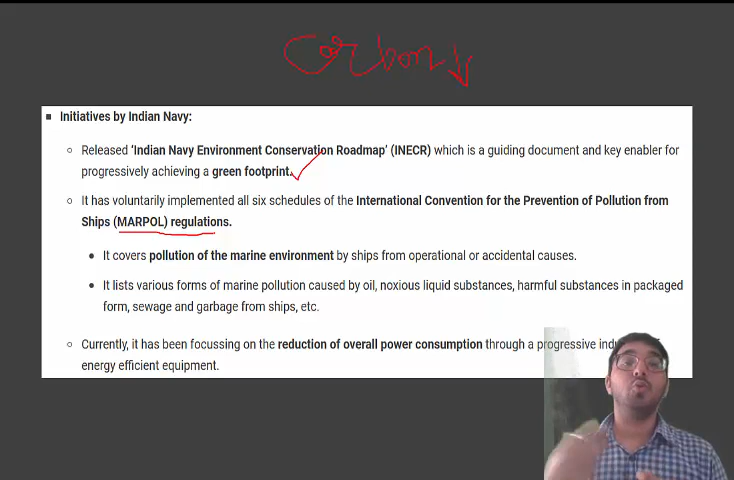 Carbon ↓
Initiatives by Indian Navy:
Released 'Indian Navy Environment Conservation Roadmap' (INECR) which is a guiding document and key enabler for
progressively achieving a green footprint.
It has voluntarily implemented all six schedules of the International Convention for the Prevention of Pollution from
Ships (MARPOL) regulations.
It covers pollution of the marine environment by ships from operational or accidental causes.
It lists various forms of marine pollution caused by oil, noxious liquid substances, harmful substances in packaged
form, sewage and garbage from ships, etc.
Currently, it has been focussing on the reduction of overall power consumption through a progressive
energy efficient equipment.